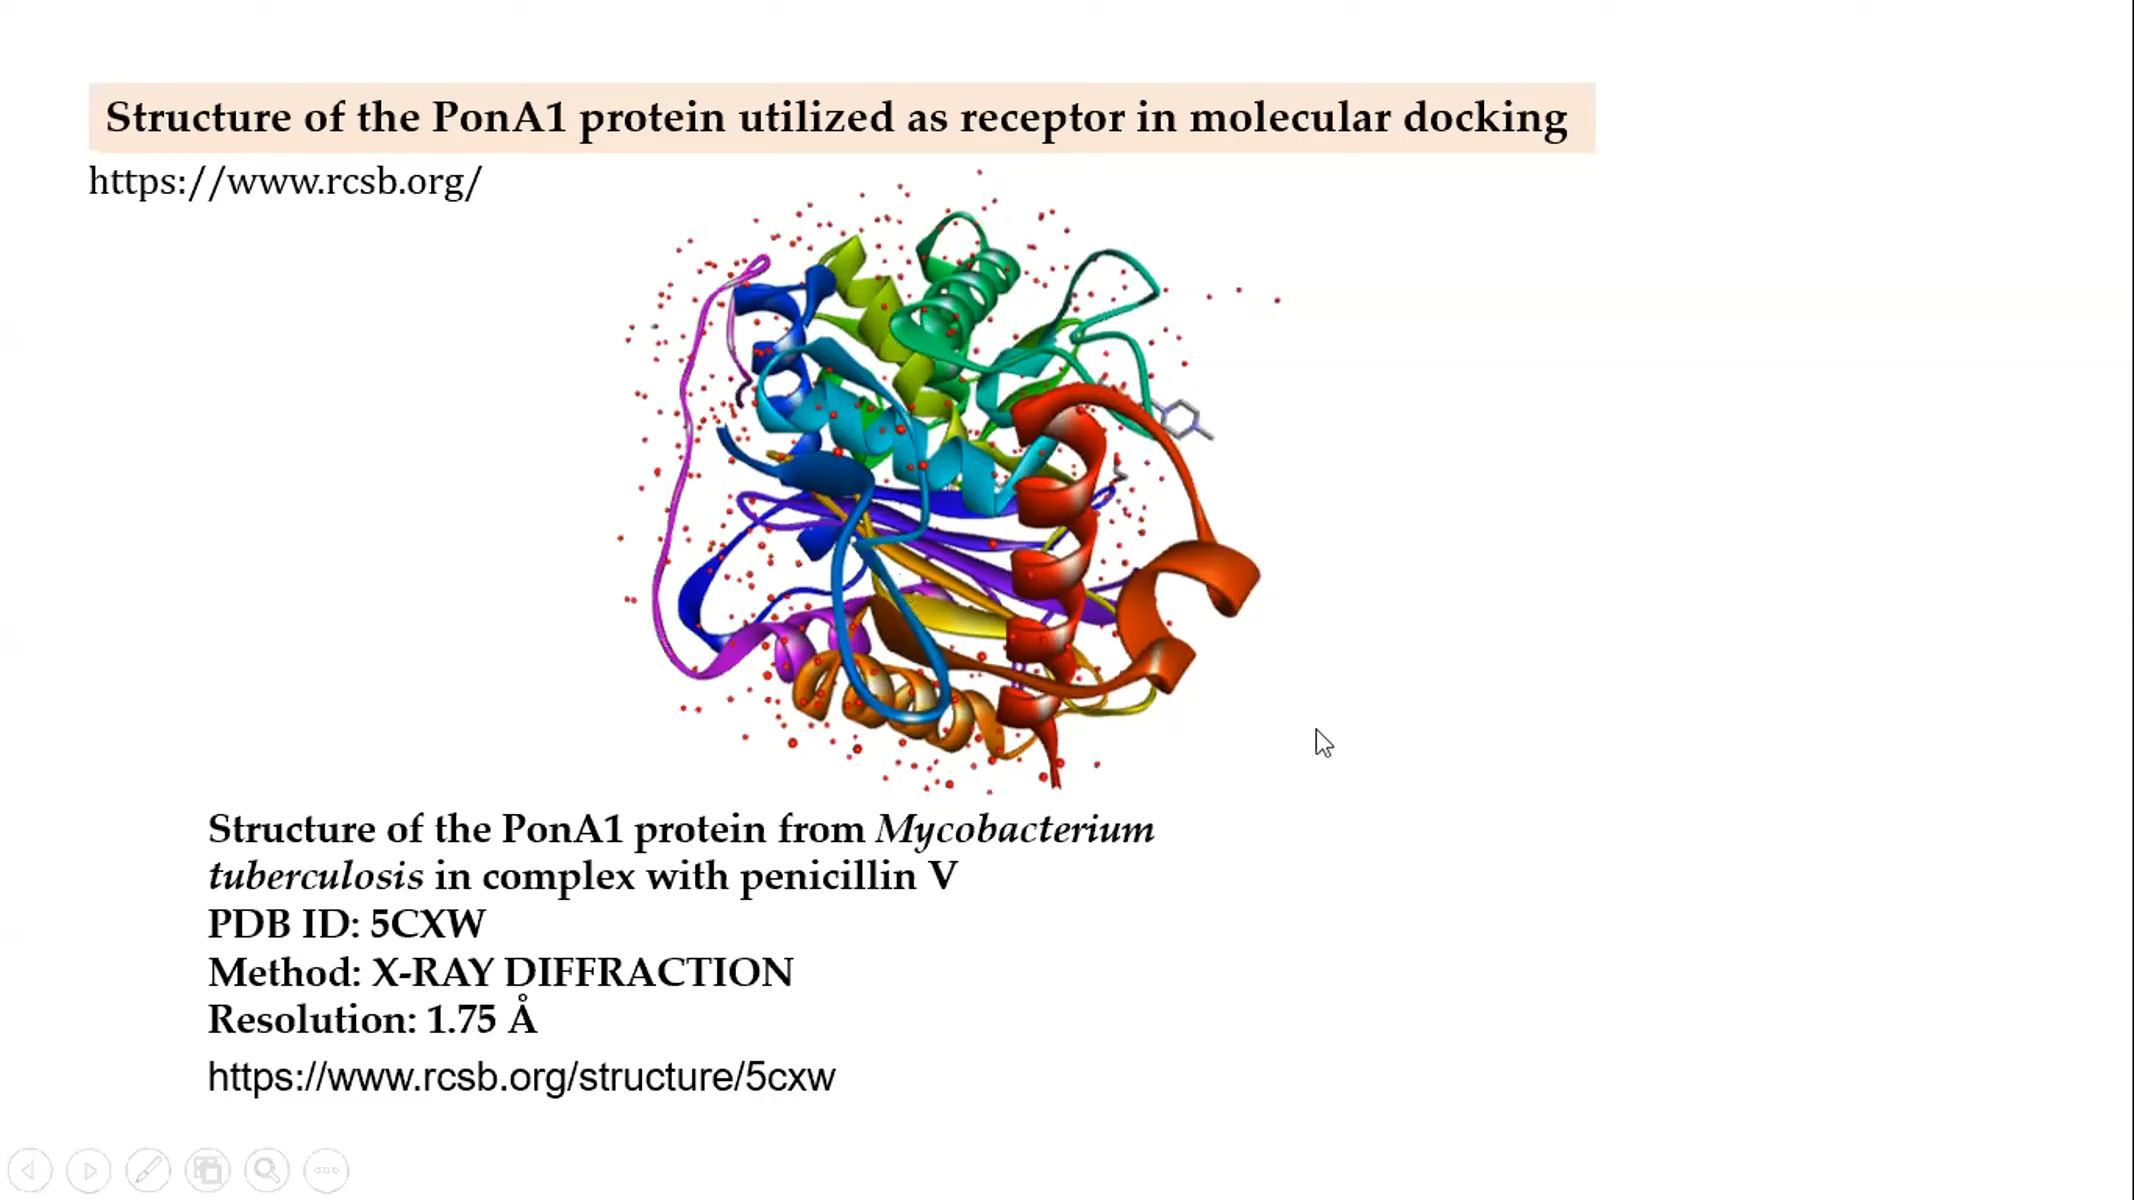 Structure of the PonA1 protein utilized as receptor in molecular docking
https://www.rcsb.org/
Structure of the PonA1 protein from Mycobacterium
tuberculosis in complex with penicillin V
PDB ID: 5CXW
Method: X-RAY DIFFRACTION
Resolution: 1.75 Å
https://www.rcsb.org/structure/5cxw